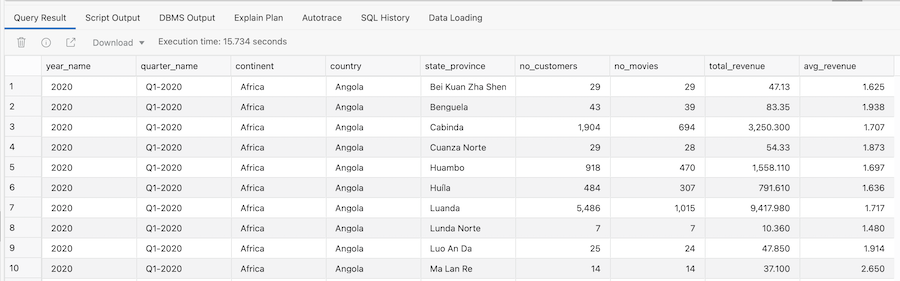 Query Result Script Output DBMS Output Explain Plan Autotrace SQL History Data Loading
Download Execution time: 15.734 seconds
year_name quarter_name continent country state_province no_customers no_movies total_revenue avg_revenue
1 2020 Q1-2020 Africa Angola Bei Kuan Zha Shen 29 29 47.13 1.625
2 2020 Q1-2020 Africa Angola Benguela 43 39 83.35 1.938
3 2020 Q1-2020 Africa Angola Cabinda 1,904 694 3,250.300 1.707
4 2020 Q1-2020 Africa Angola Cuanza Norte 29 28 54.33 1.873
5 2020 Q1-2020 Africa Angola Huambo 918 470 1,558.110 1.697
6 2020 Q1-2020 Africa Angola Huíla 484 307 791.610 1.636
7 2020 Q1-2020 Africa Angola Luanda 5,486 1,015 9,417.980 1.717
8 2020 Q1-2020 Africa Angola Lunda Norte 7 7 10.360 1.480
9 2020 Q1-2020 Africa Angola Luo An Da 25 24 47.850 1.914
10 2020 Q1-2020 Africa Angola Ma Lan Re 14 14 37.100 2.650